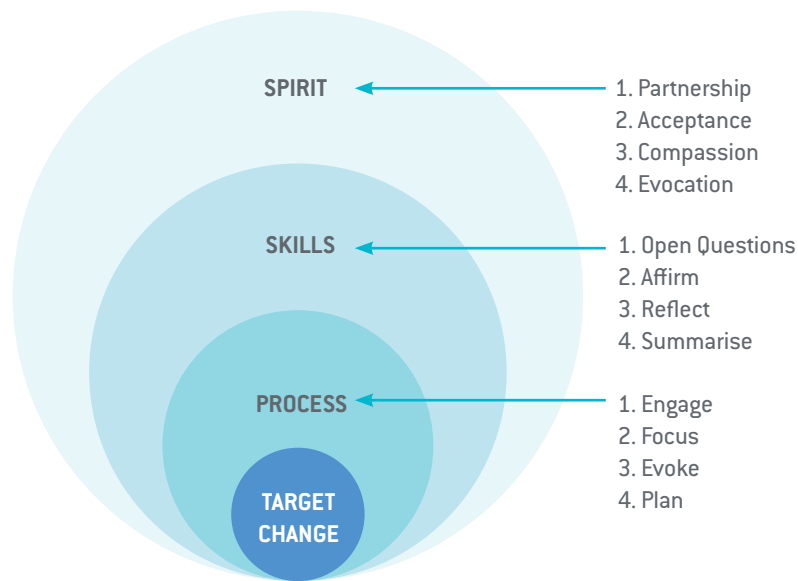 SPIRIT
1. Partnership
2. Acceptance
3. Compassion
4. Evocation
SKILLS
1. Open Questions
2. Affirm
3. Reflect
4. Summarise
PROCESS
1. Engage
2. Focus
3. Evoke
4. Plan
TARGET
CHANGE